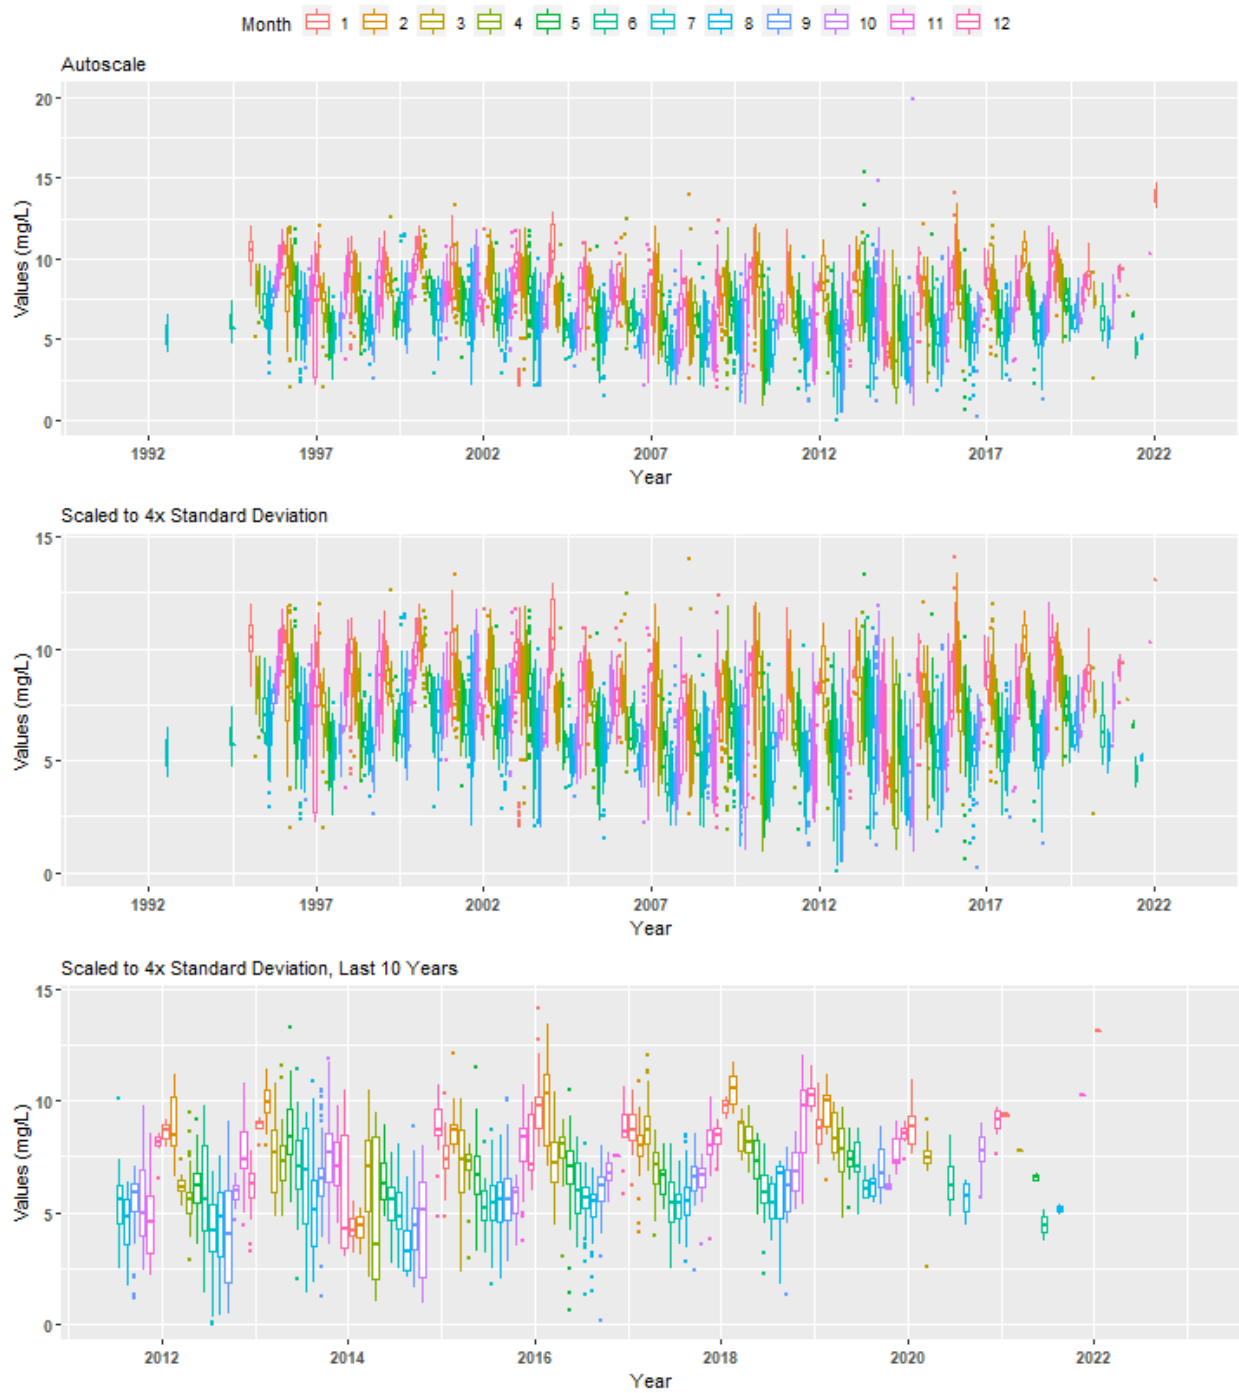 Month 1 2 3 4 5 6 7 8 9 10 11 12
Autoscale
Values (mg/L)
20
15
10
5
0
1992 1997 2002 2007 2012 2017 2022
Year
Scaled to 4x Standard Deviation
Values (mg/L)
15
10
5
0
1992 1997 2002 2007 2012 2017 2022
Year
Scaled to 4x Standard Deviation, Last 10 Years
Values (mg/L)
15
10
5
0
2012 2014 2016 2018 2020 2022
Year